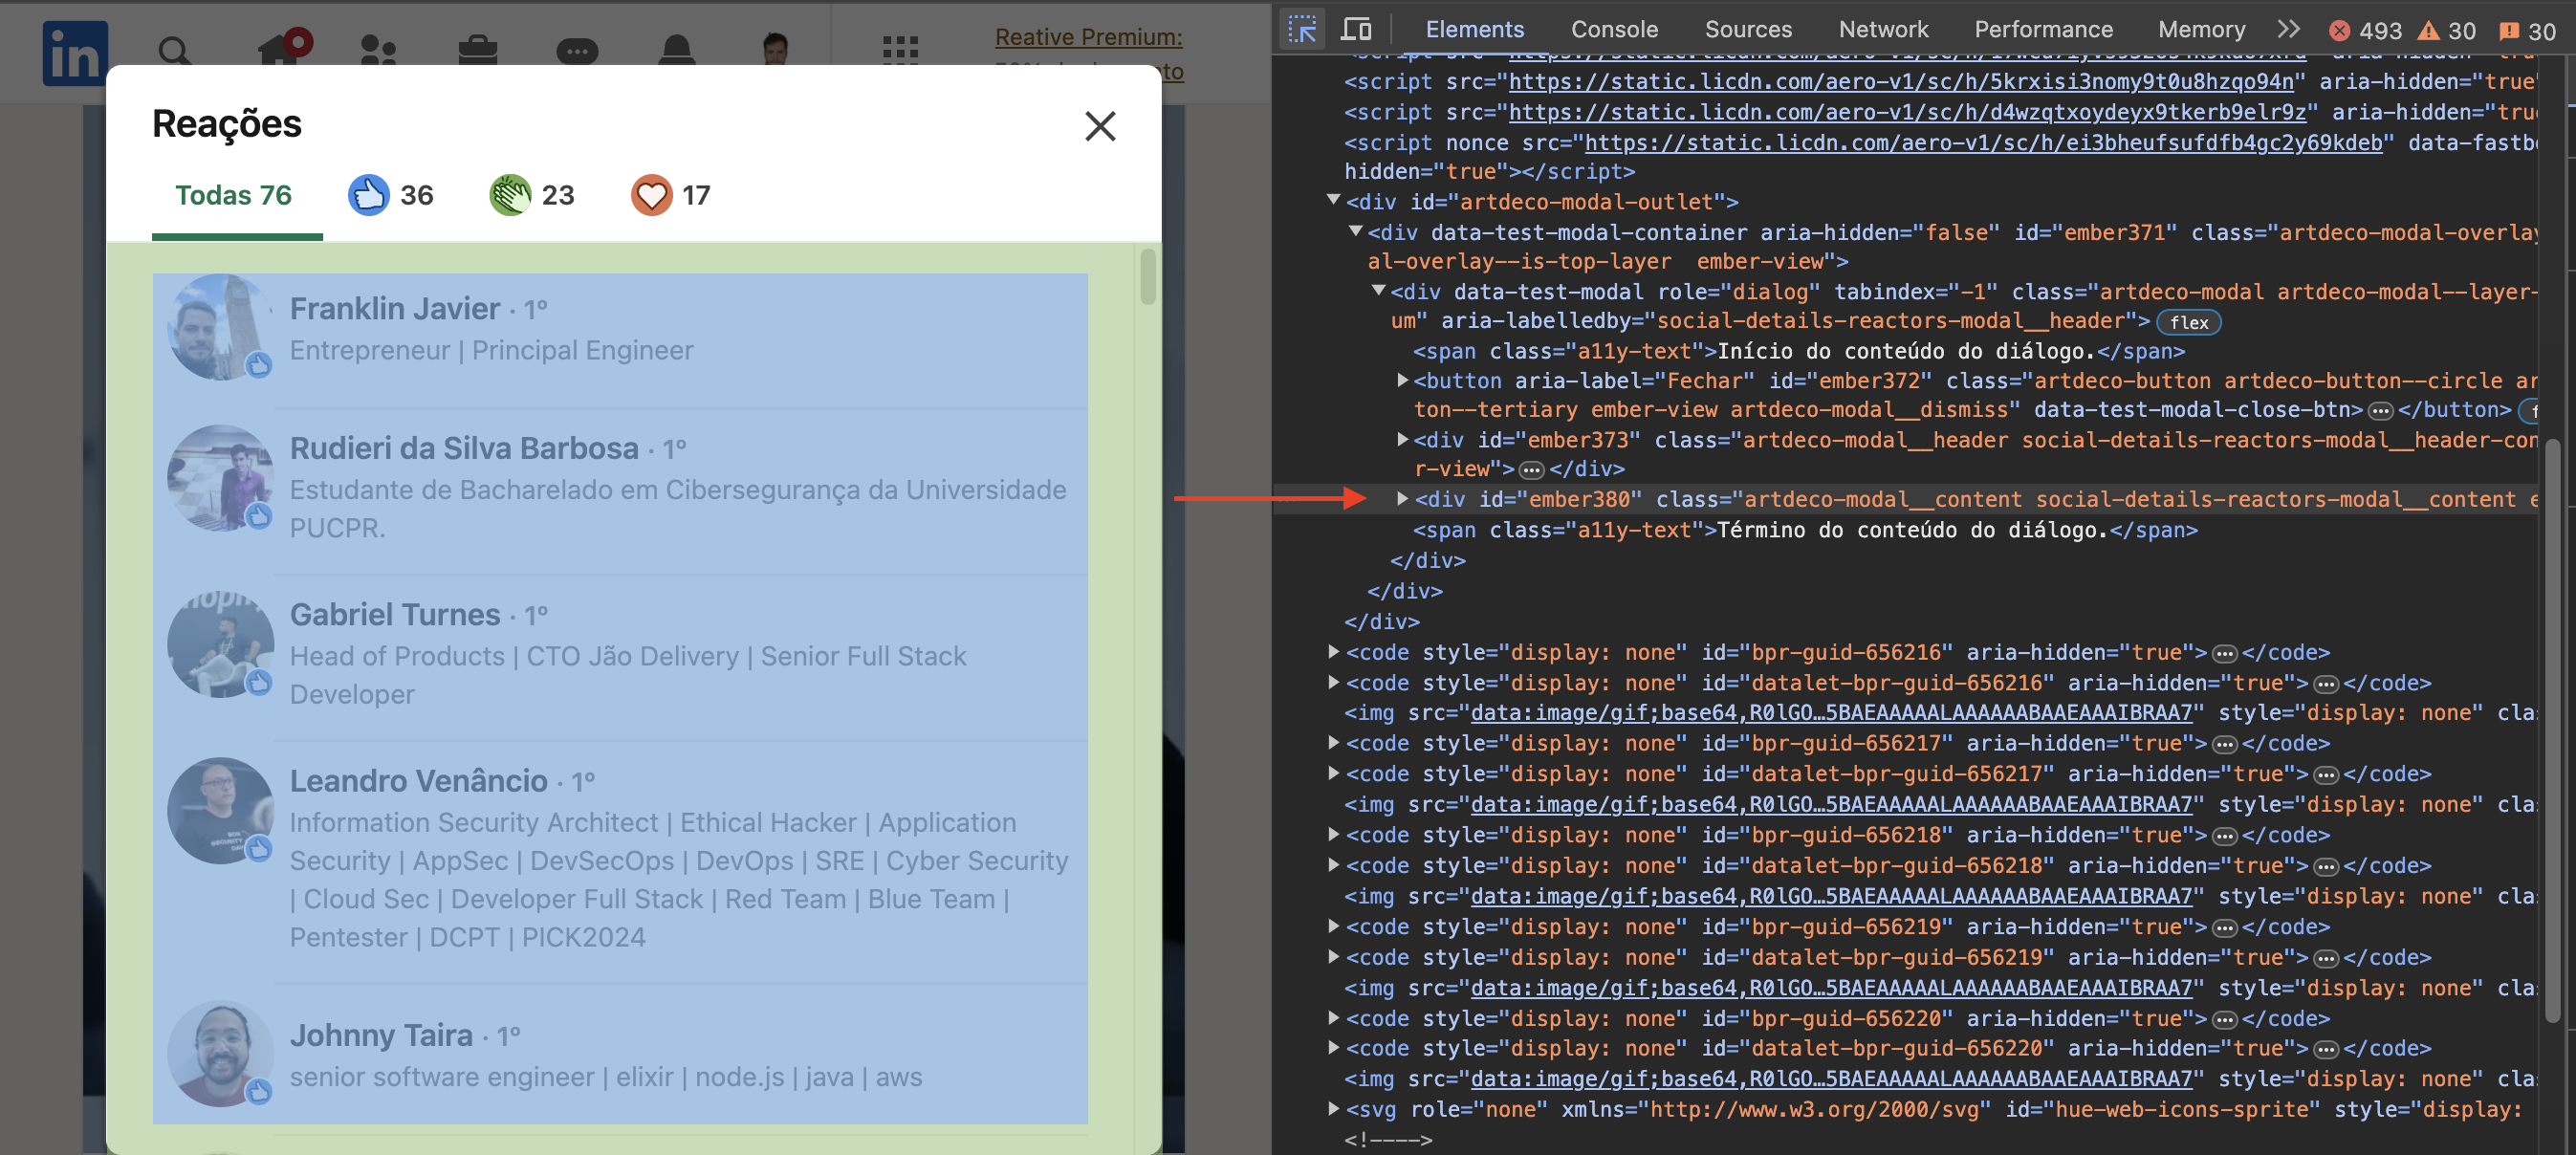 in
Reative Premium:
to
Reações
Todas 76
36
23
17
Franklin Javier · 1º
Entrepreneur | Principal Engineer
Rudieri da Silva Barbosa · 1º
Estudante de Bacharelado em Cibersegurança da Universidade
PUCPR.
Gabriel Turnes · 1º
Head of Products | CTO Jão Delivery | Senior Full Stack
Developer
Leandro Venâncio · 1º
Information Security Architect | Ethical Hacker | Application
Security | AppSec | DevSecOps | DevOps | SRE | Cyber Security
| Cloud Sec | Developer Full Stack | Red Team | Blue Team |
Pentester | DCPT | PICK2024
Johnny Taira · 1º
senior software engineer | elixir | node.js | java | aws
Elements Console Sources Network Performance Memory 493 30 30
<script src="https://static.licdn.com/aero-v1/sc/h/5krxisi3nomy9t0u8hzqo94n" aria-hidden="true"
<script src="https://static.licdn.com/aero-v1/sc/h/d4wzqtxoydeyx9tkerb9elr9z" aria-hidden="true
<script nonce src="https://static.licdn.com/aero-v1/sc/h/ei3bheufsufdfb4gc2y69kdeb" data-fastbo
hidden="true"></script>
<div id="artdeco-modal-outlet">
<div data-test-modal-container aria-hidden="false" id="ember371" class="artdeco-modal-overlay
al-overlay--is-top-layer ember-view">
<div data-test-modal role="dialog" tabindex="-1" class="artdeco-modal artdeco-modal--layer-
um" aria-labelledby="social-details-reactors-modal__header"> flex
<span class="a11y-text">Início do conteúdo do diálogo.</span>
<button aria-label="Fechar" id="ember372" class="artdeco-button artdeco-button--circle ar
ton--tertiary ember-view artdeco-modal__dismiss" data-test-modal-close-btn>…</button> f
<div id="ember373" class="artdeco-modal__header social-details-reactors-modal__header-con
r-view">…</div>
<div id="ember380" class="artdeco-modal__content social-details-reactors-modal__content e
<span class="a11y-text">Término do conteúdo do diálogo.</span>
</div>
</div>
</div>
<code style="display: none" id="bpr-guid-656216" aria-hidden="true">…</code>
<code style="display: none" id="datalet-bpr-guid-656216" aria-hidden="true">…</code>
<img src="data:image/gif;base64,R0lGO…5BAEAAAAALAAAAAABAAEAAAIBRAA7" style="display: none" cla
<code style="display: none" id="bpr-guid-656217" aria-hidden="true">…</code>
<code style="display: none" id="datalet-bpr-guid-656217" aria-hidden="true">…</code>
<img src="data:image/gif;base64,R0lGO…5BAEAAAAALAAAAAABAAEAAAIBRAA7" style="display: none" cla
<code style="display: none" id="bpr-guid-656218" aria-hidden="true">…</code>
<code style="display: none" id="datalet-bpr-guid-656218" aria-hidden="true">…</code>
<img src="data:image/gif;base64,R0lGO…5BAEAAAAALAAAAAABAAEAAAIBRAA7" style="display: none" cla
<code style="display: none" id="bpr-guid-656219" aria-hidden="true">…</code>
<code style="display: none" id="datalet-bpr-guid-656219" aria-hidden="true">…</code>
<img src="data:image/gif;base64,R0lGO…5BAEAAAAALAAAAAABAAEAAAIBRAA7" style="display: none" cla
<code style="display: none" id="bpr-guid-656220" aria-hidden="true">…</code>
<code style="display: none" id="datalet-bpr-guid-656220" aria-hidden="true">…</code>
<img src="data:image/gif;base64,R0lGO…5BAEAAAAALAAAAAABAAEAAAIBRAA7" style="display: none" cla
<svg role="none" xmlns="http://www.w3.org/2000/svg" id="hue-web-icons-sprite" style="display:
<!---->